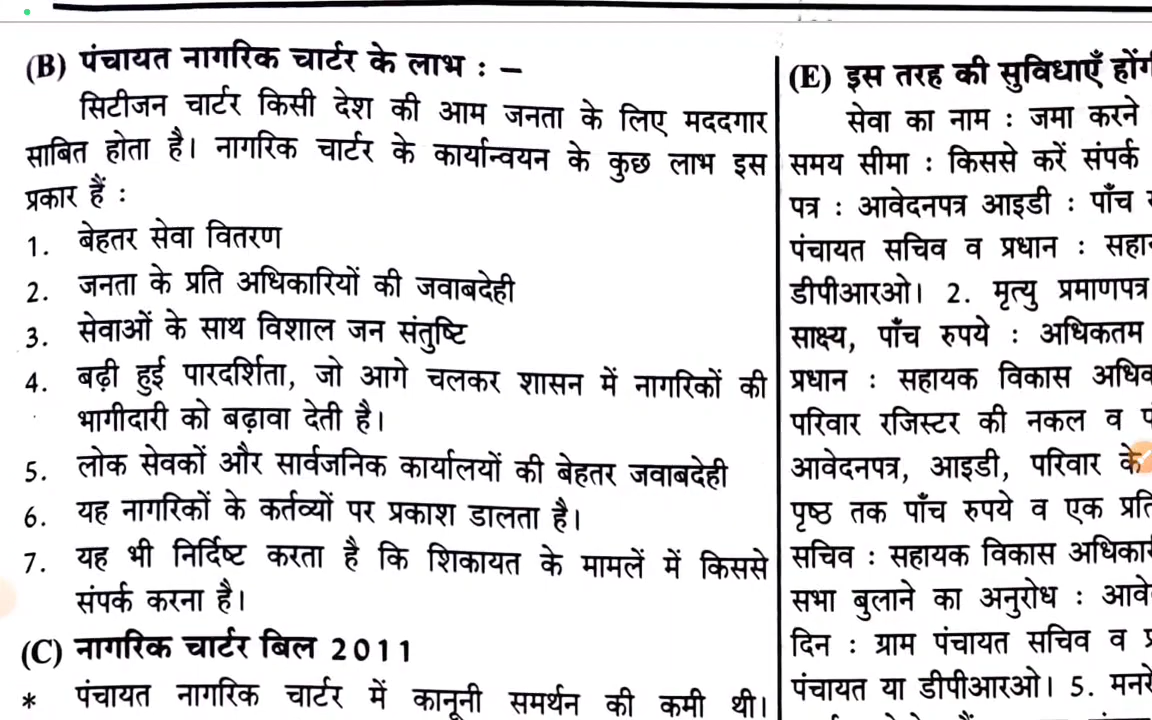 (B) पंचायत नागरिक चार्टर के लाभ : –
सिटीजन चार्टर किसी देश की आम जनता के लिए मददगार
साबित होता है। नागरिक चार्टर के कार्यान्वयन के कुछ लाभ इस
प्रकार हैं :
1. बेहतर सेवा वितरण
2. जनता के प्रति अधिकारियों की जवाबदेही
3. सेवाओं के साथ विशाल जन संतुष्टि
4. बढ़ी हुई पारदर्शिता, जो आगे चलकर शासन में नागरिकों की
भागीदारी को बढ़ावा देती है।
5. लोक सेवकों और सार्वजनिक कार्यालयों की बेहतर जवाबदेही
6. यह नागरिकों के कर्तव्यों पर प्रकाश डालता है।
7. यह भी निर्दिष्ट करता है कि शिकायत के मामलें में किससे
संपर्क करना है।
(C) नागरिक चार्टर बिल 2011
* पंचायत नागरिक चार्टर में कानूनी समर्थन की कमी थी।
(E) इस तरह की सुविधाएँ
सेवा का नाम : जमा करने
समय सीमा : किससे करें संपर्क
पत्र : आवेदनपत्र आइडी : पाँच
पंचायत सचिव व प्रधान :
डीपीआरओ। 2. मृत्यु प्रमाणपत्र
साक्ष्य, पाँच रुपये : अधिकतम
प्रधान : सहायक विकास
परिवार रजिस्टर की नकल व
आवेदनपत्र, आइडी, परिवार के
पृष्ठ तक पाँच रुपये व एक
सचिव : सहायक विकास
सभा बुलाने का अनुरोध :
दिन : ग्राम पंचायत सचिव व
पंचायत या डीपीआरओ। 5.